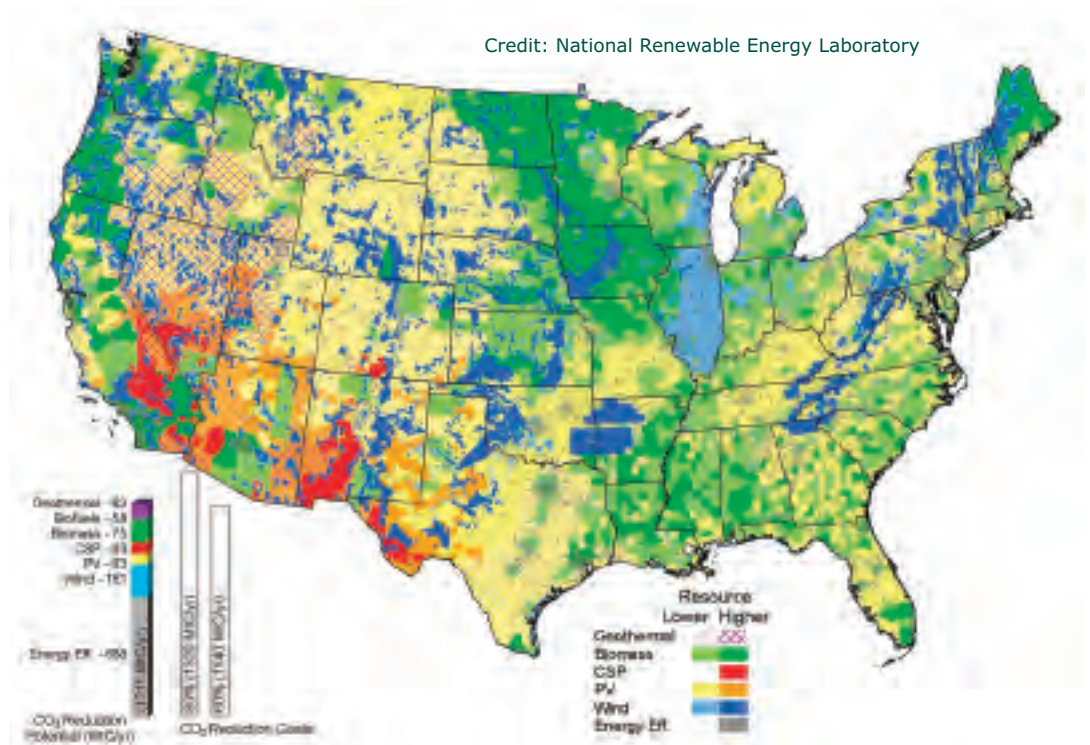 Credit: National Renewable Energy Laboratory
Geothermal -83
Biofuels -58
Biomass -75
CSP -63
PV -63
Wind -181
Energy Eff. -688
CO₂ Reduction
Potential (MtC/yr)
CO₂ Reduction Goals
Resource
Lower Higher
Geothermal
Biomass
CSP
PV
Wind
Energy Eff.